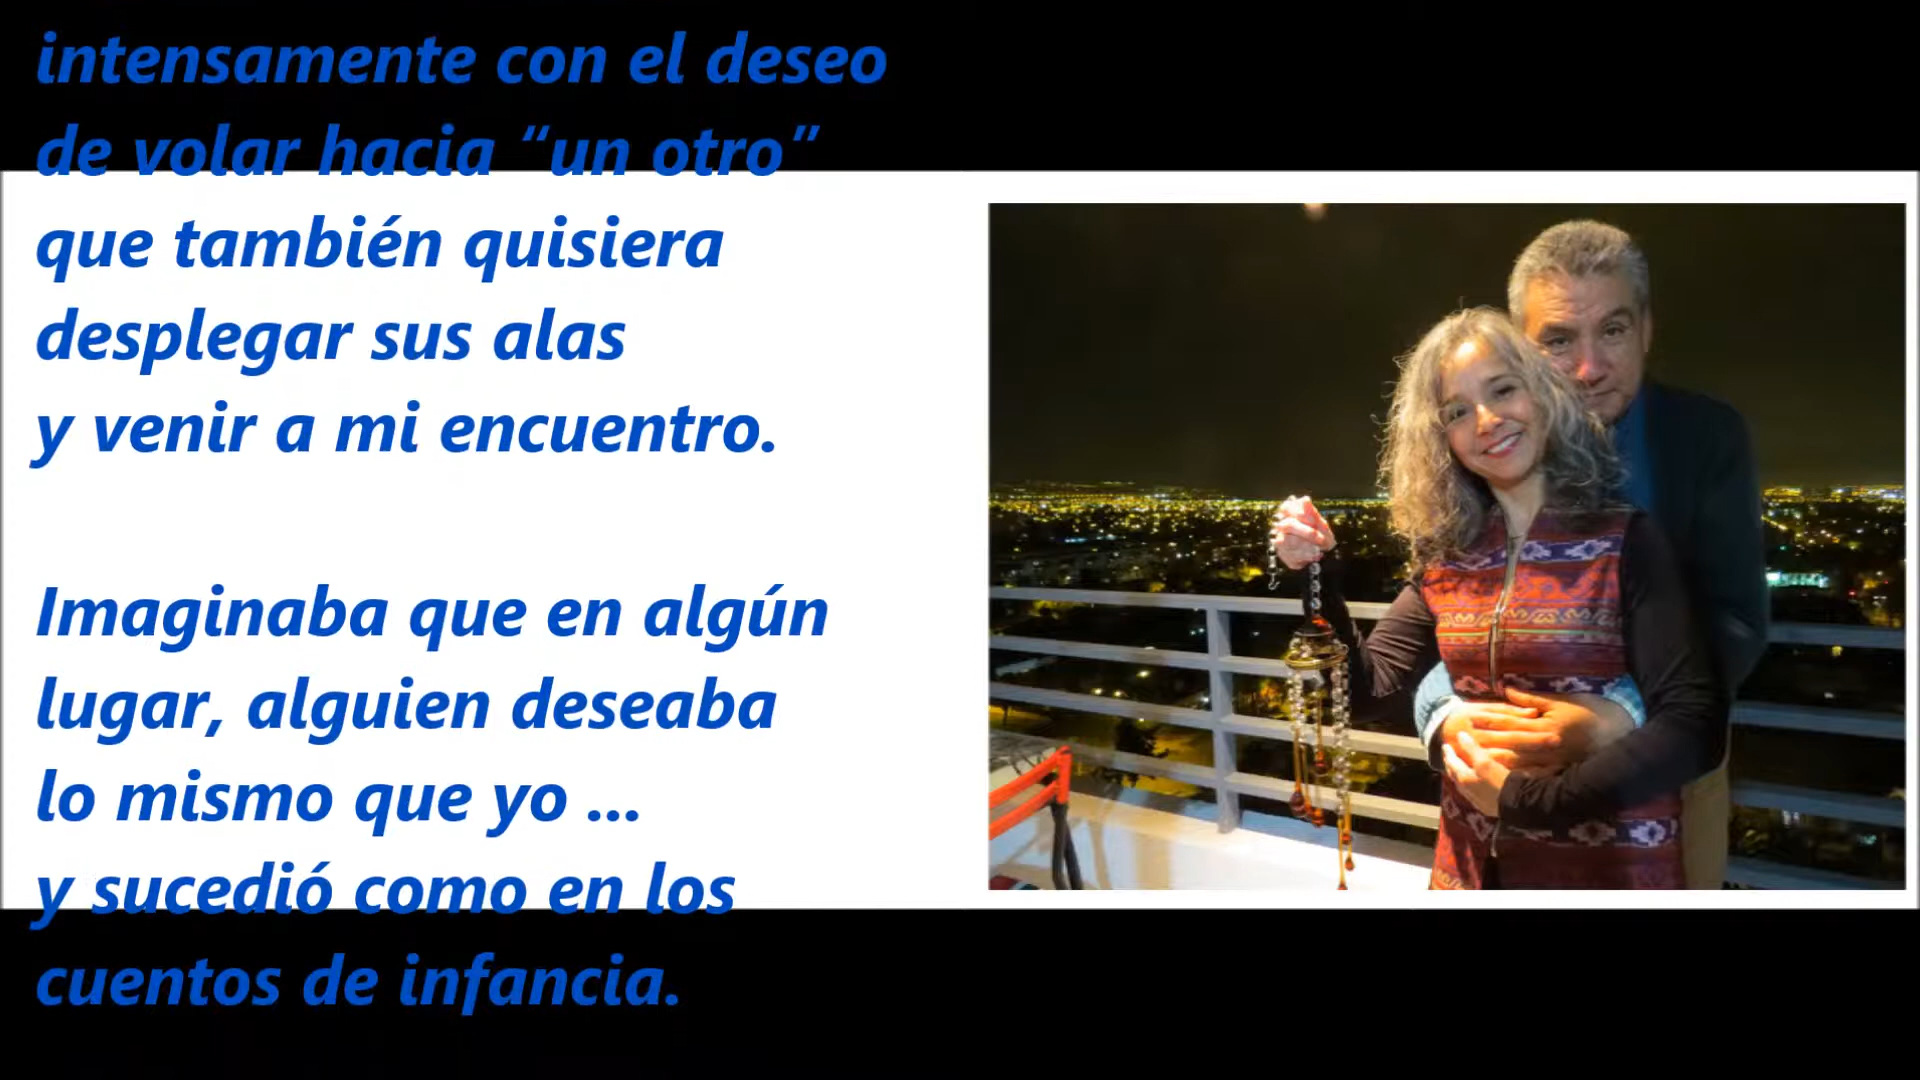 intensamente con el deseo
de volar hacia “un otro”
que también quisiera
desplegar sus alas
y venir a mi encuentro.
Imaginaba que en algún
lugar, alguien deseaba
lo mismo que yo ...
y sucedió como en los
cuentos de infancia.